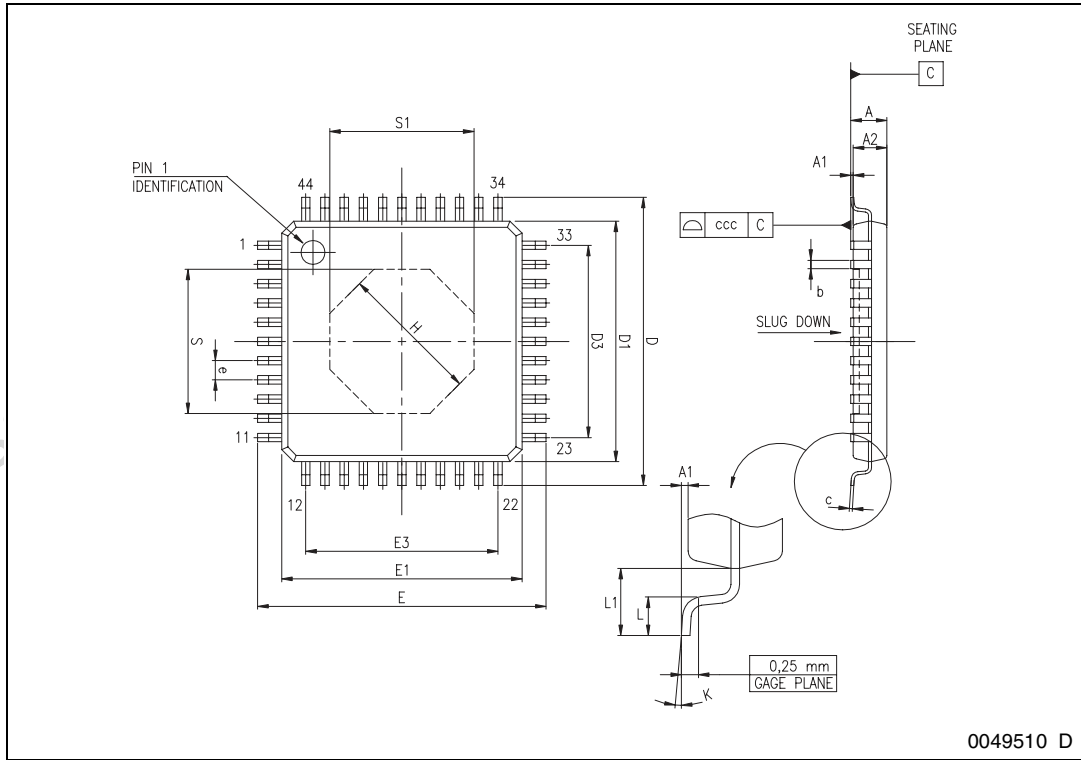 SEATING
PLANE
C
A
A2
A1
S1
PIN 1
IDENTIFICATION
44
34
ccc
C
1
33
b
H
SLUG DOWN
S
e
D3
D1
D
11
23
A1
c
12
22
E3
L1
E1
L
E
0,25 mm
GAGE PLANE
K
0049510 D